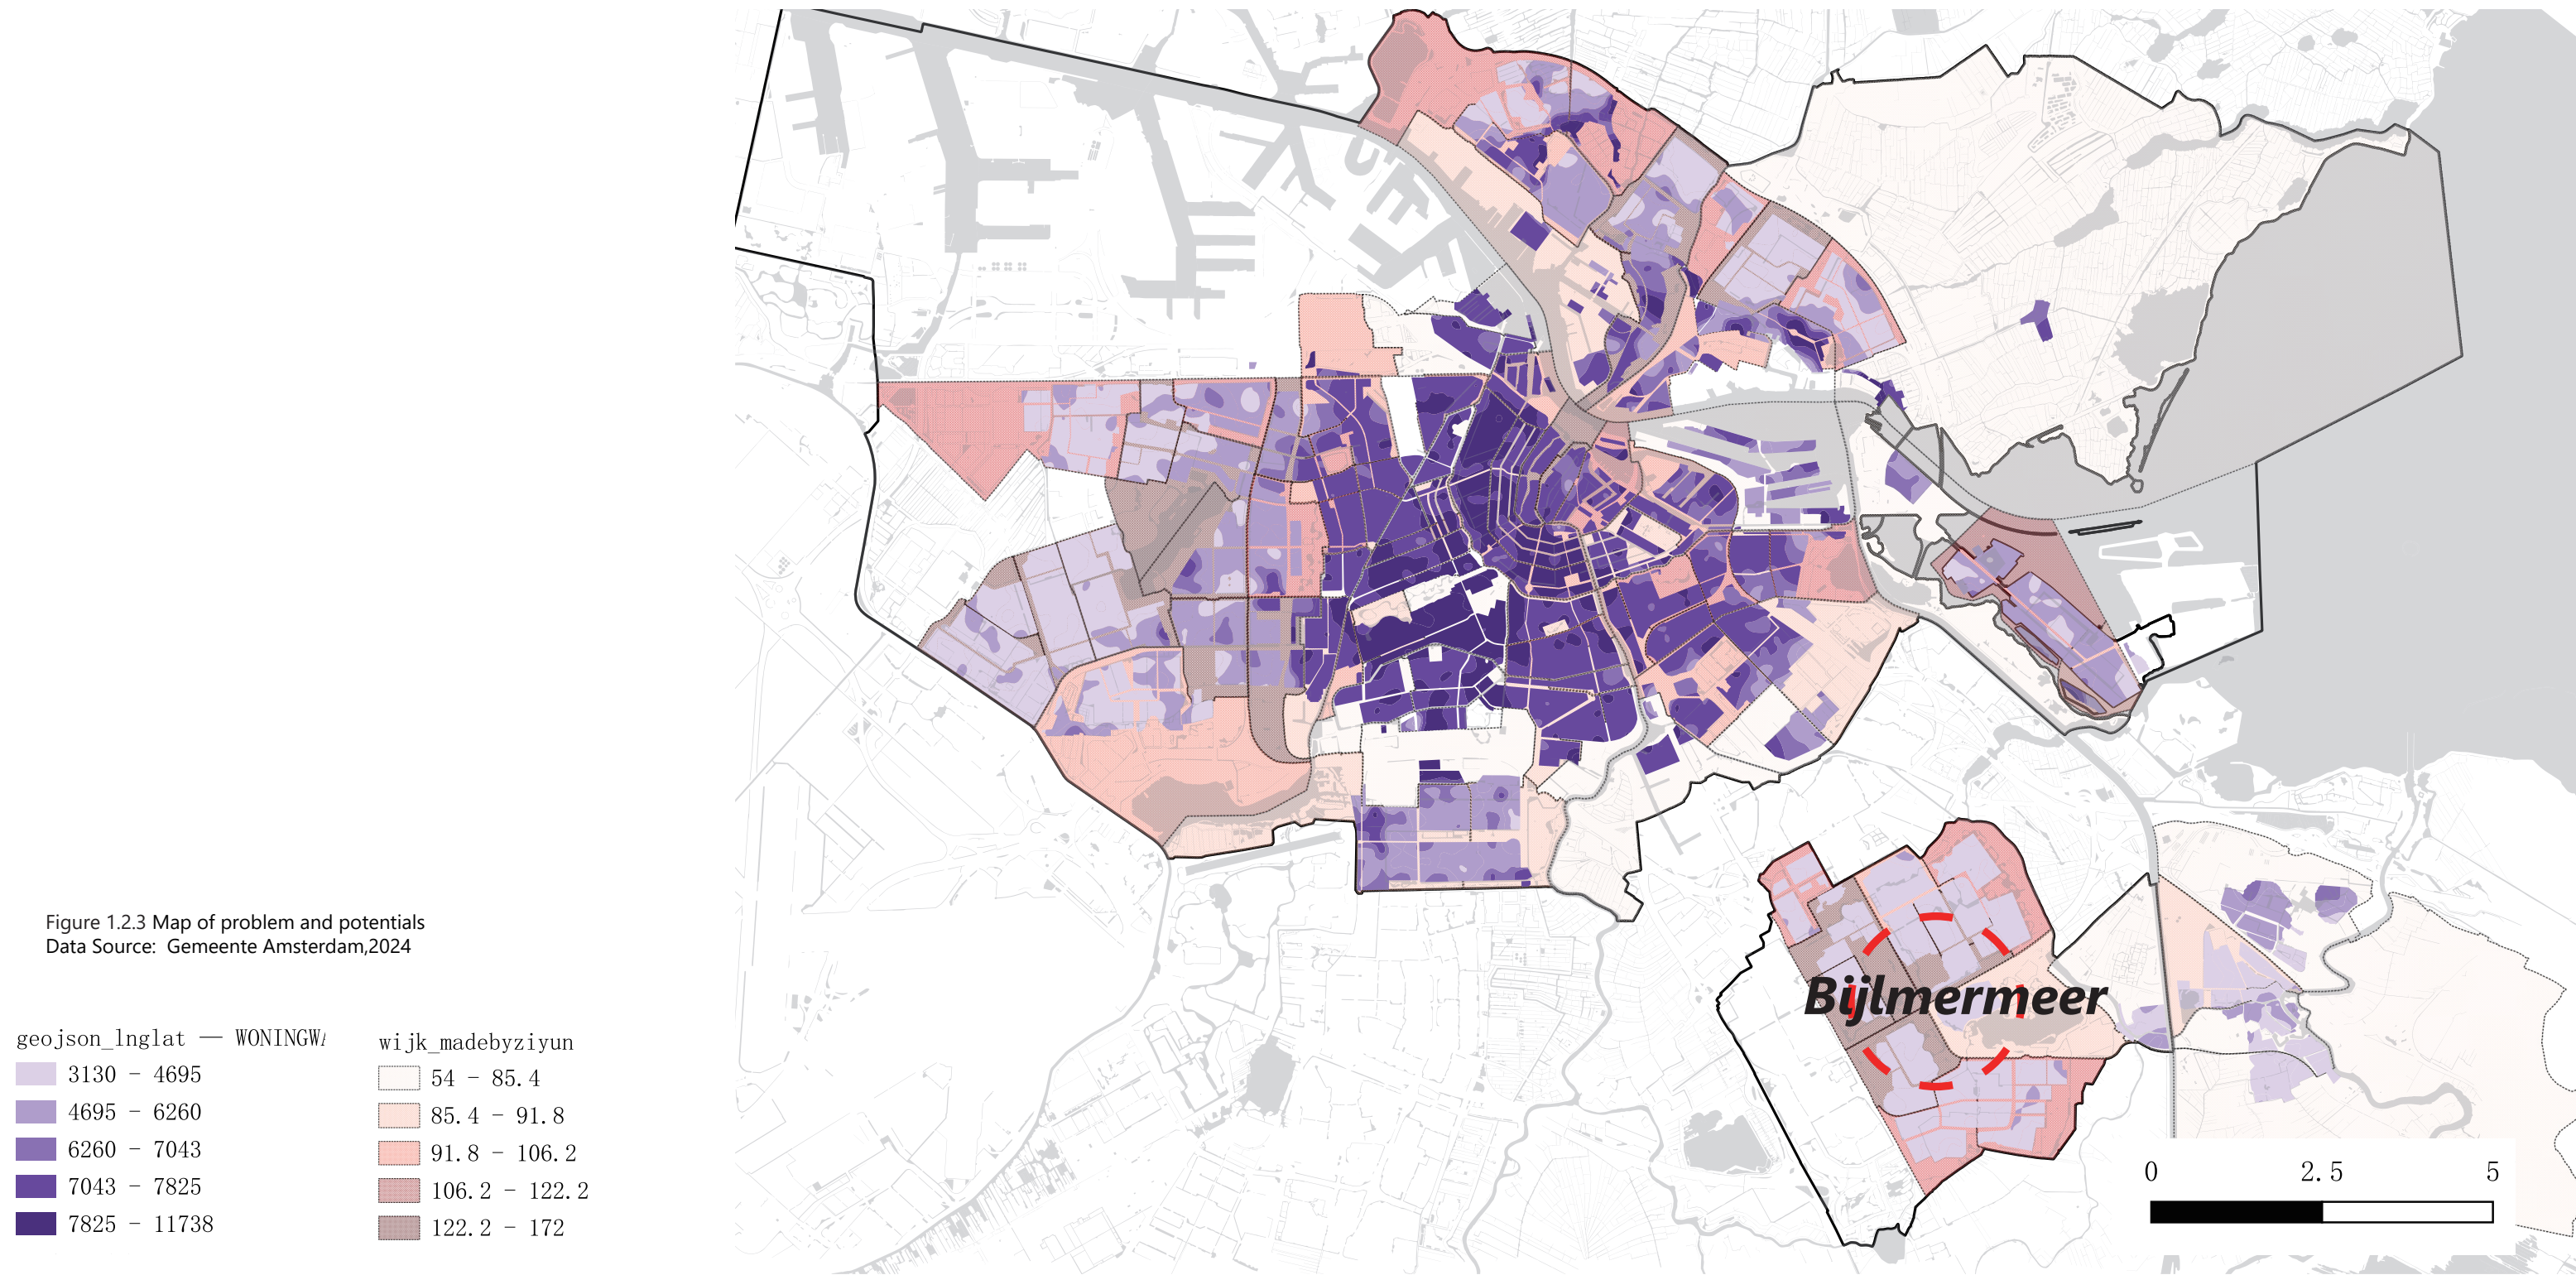 Bijlmermeer
Figure 1.2.3 Map of problem and potentials
Data Source: Gemeente Amsterdam,2024
geojson_lnglat — WONINGWA
3130 - 4695
4695 - 6260
6260 - 7043
7043 - 7825
7825 - 11738
wijk_madebyziyun
54 - 85.4
85.4 - 91.8
91.8 - 106.2
106.2 - 122.2
122.2 - 172
0 2.5 5